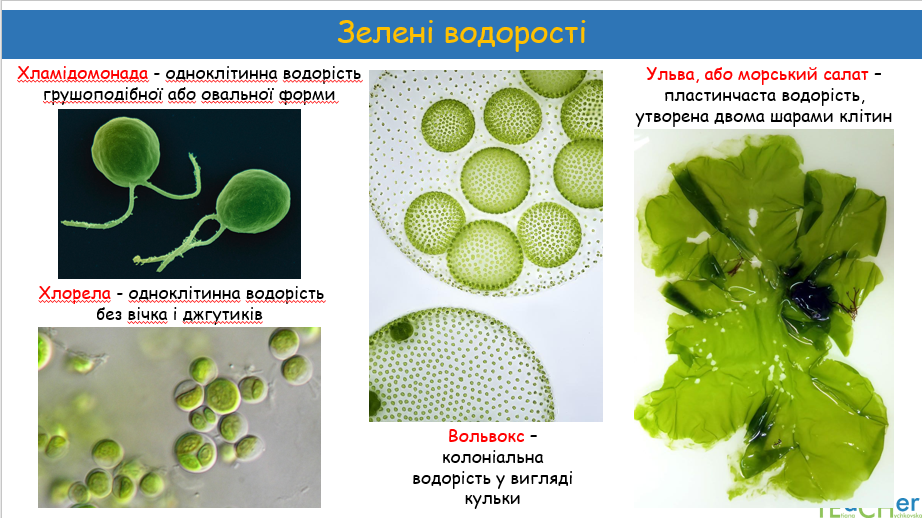 Зелені водорості
Хламідомонада - одноклітинна водорість
грушоподібної або овальної форми
Хлорела - одноклітинна водорість
без вічка і джгутиків
Вольвокс –
колоніальна
водорість у вигляді
кульки
Ульва, або морський салат –
пластинчаста водорість,
утворена двома шарами клітин